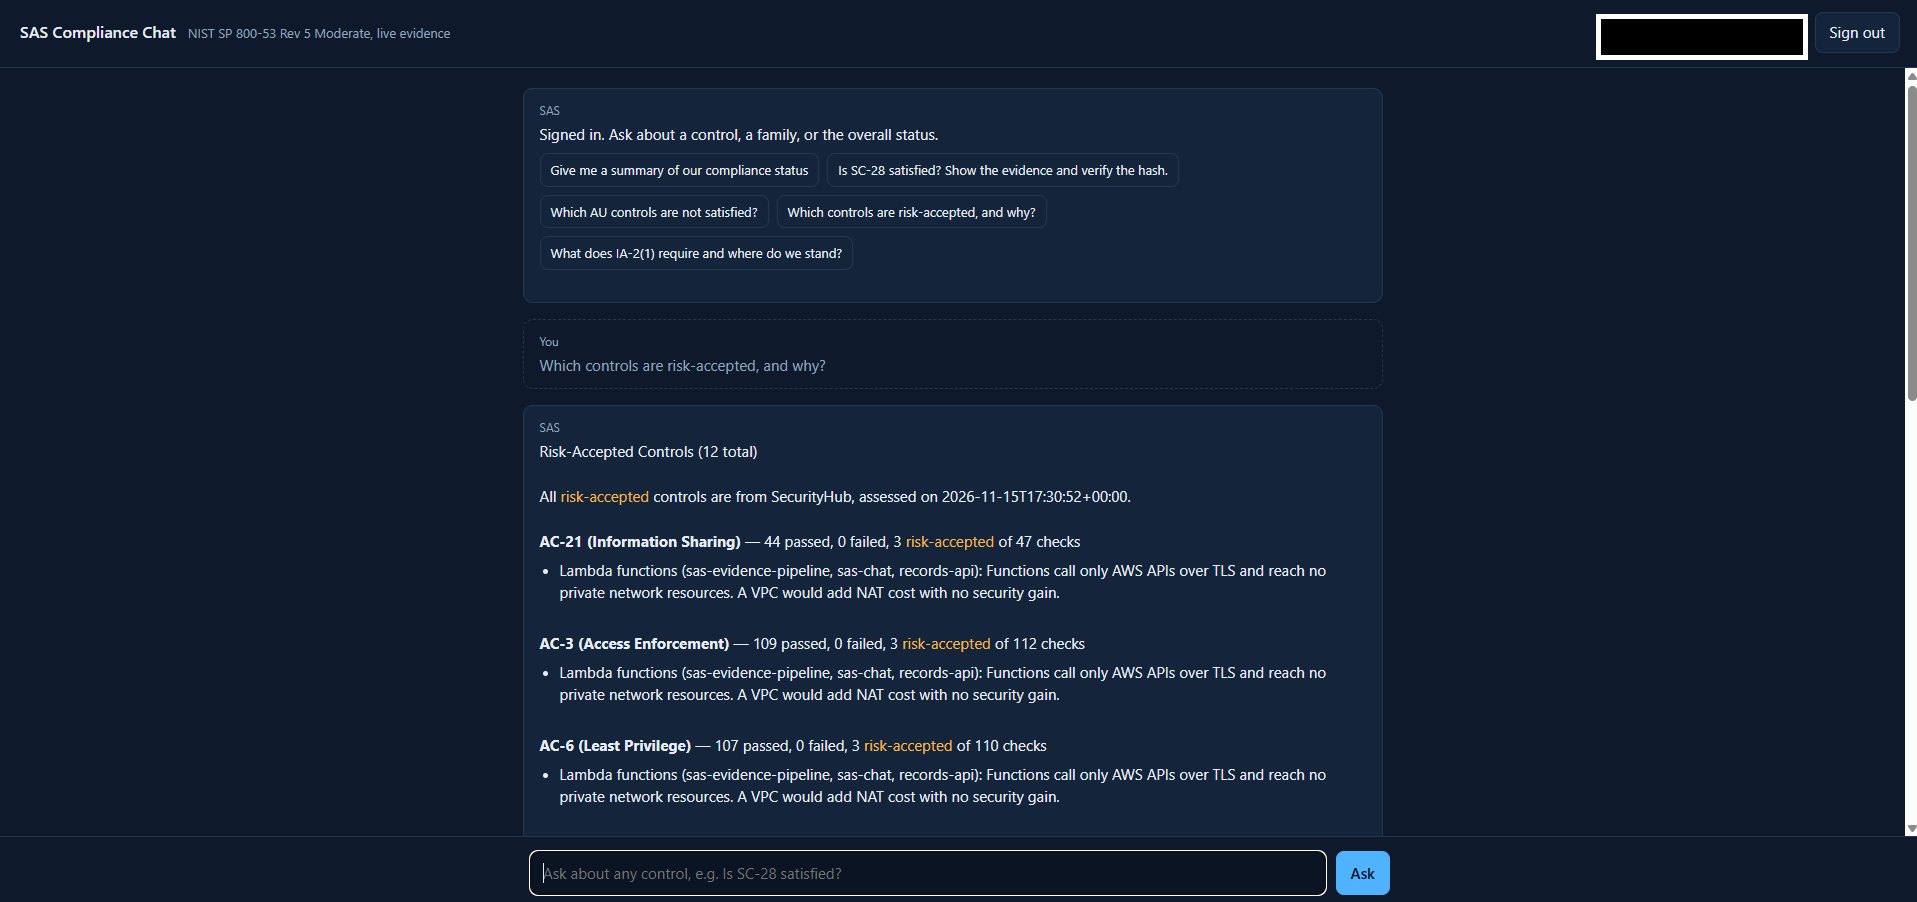 SAS Compliance Chat NIST SP 800-53 Rev 5 Moderate, live evidence
Sign out
SAS
Signed in. Ask about a control, a family, or the overall status.
Give me a summary of our compliance status
Is SC-28 satisfied? Show the evidence and verify the hash.
Which AU controls are not satisfied?
Which controls are risk-accepted, and why?
What does IA-2(1) require and where do we stand?
You
Which controls are risk-accepted, and why?
SAS
Risk-Accepted Controls (12 total)
All risk-accepted controls are from SecurityHub, assessed on 2026-11-15T17:30:52+00:00.
AC-21 (Information Sharing) — 44 passed, 0 failed, 3 risk-accepted of 47 checks
• Lambda functions (sas-evidence-pipeline, sas-chat, records-api): Functions call only AWS APIs over TLS and reach no
private network resources. A VPC would add NAT cost with no security gain.
AC-3 (Access Enforcement) — 109 passed, 0 failed, 3 risk-accepted of 112 checks
• Lambda functions (sas-evidence-pipeline, sas-chat, records-api): Functions call only AWS APIs over TLS and reach no
private network resources. A VPC would add NAT cost with no security gain.
AC-6 (Least Privilege) — 107 passed, 0 failed, 3 risk-accepted of 110 checks
• Lambda functions (sas-evidence-pipeline, sas-chat, records-api): Functions call only AWS APIs over TLS and reach no
private network resources. A VPC would add NAT cost with no security gain.
Ask about any control, e.g. Is SC-28 satisfied?
Ask